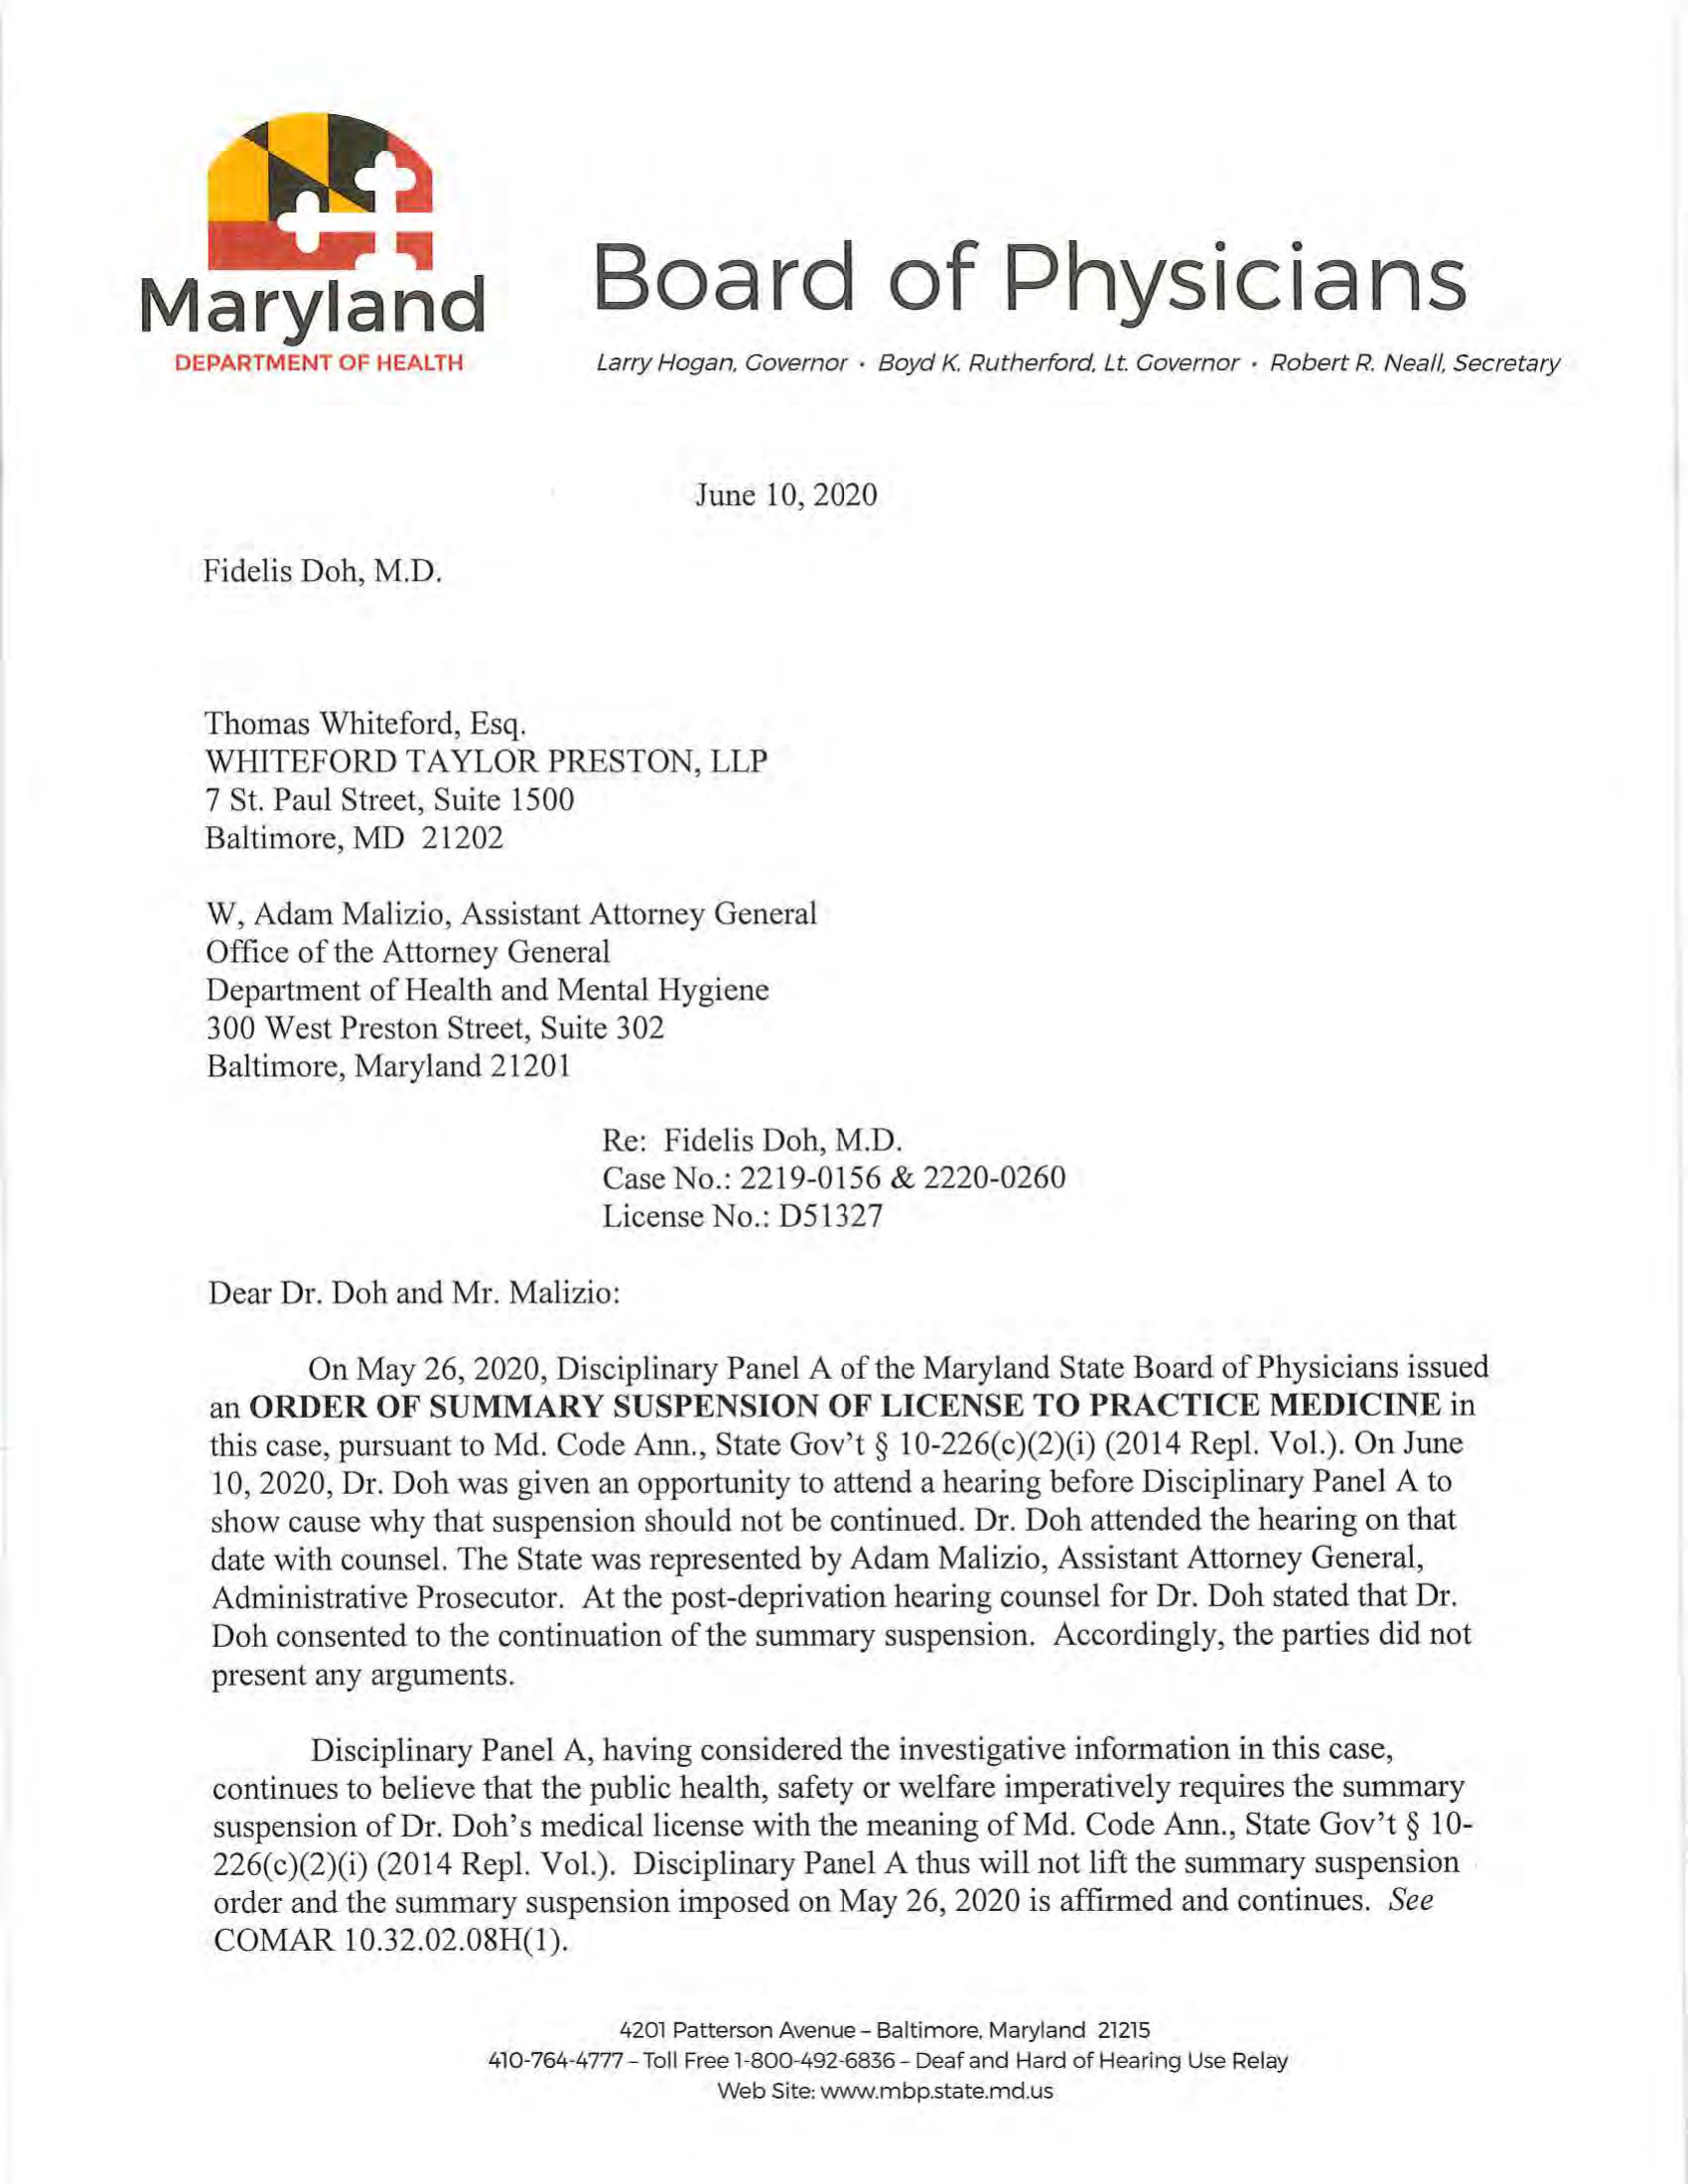 Maryland
DEPARTMENT OF HEALTH
Board of Physicians
Larry Hogan, Governor · Boyd K. Rutherford, Lt. Governor · Robert R. Neall, Secretary
June 10, 2020
Fidelis Doh, M.D.
Thomas Whiteford, Esq.
WHITEFORD TAYLOR PRESTON, LLP
7 St. Paul Street, Suite 1500
Baltimore, MD 21202
W, Adam Malizio, Assistant Attorney General
Office of the Attorney General
Department of Health and Mental Hygiene
300 West Preston Street, Suite 302
Baltimore, Maryland 21201
Re: Fidelis Doh, M.D.
Case No.: 2219-0156 & 2220-0260
License No.: D51327
Dear Dr. Doh and Mr. Malizio:
On May 26, 2020, Disciplinary Panel A of the Maryland State Board of Physicians issued
an ORDER OF SUMMARY SUSPENSION OF LICENSE TO PRACTICE MEDICINE in
this case, pursuant to Md. Code Ann., State Gov't § 10-226(c)(2)(i) (2014 Repl. Vol.). On June
10, 2020, Dr. Doh was given an opportunity to attend a hearing before Disciplinary Panel A to
show cause why that suspension should not be continued. Dr. Doh attended the hearing on that
date with counsel. The State was represented by Adam Malizio, Assistant Attorney General,
Administrative Prosecutor. At the post-deprivation hearing counsel for Dr. Doh stated that Dr.
Doh consented to the continuation of the summary suspension. Accordingly, the parties did not
present any arguments.
Disciplinary Panel A, having considered the investigative information in this case,
continues to believe that the public health, safety or welfare imperatively requires the summary
suspension of Dr. Doh's medical license with the meaning of Md. Code Ann., State Gov't § 10-
226(c)(2)(i) (2014 Repl. Vol.). Disciplinary Panel A thus will not lift the summary suspension
order and the summary suspension imposed on May 26, 2020 is affirmed and continues. See
COMAR 10.32.02.08H(1).
4201 Patterson Avenue – Baltimore, Maryland 21215
410-764-4777 – Toll Free 1-800-492-6836 – Deaf and Hard of Hearing Use Relay
Web Site: www.mbp.state.md.us